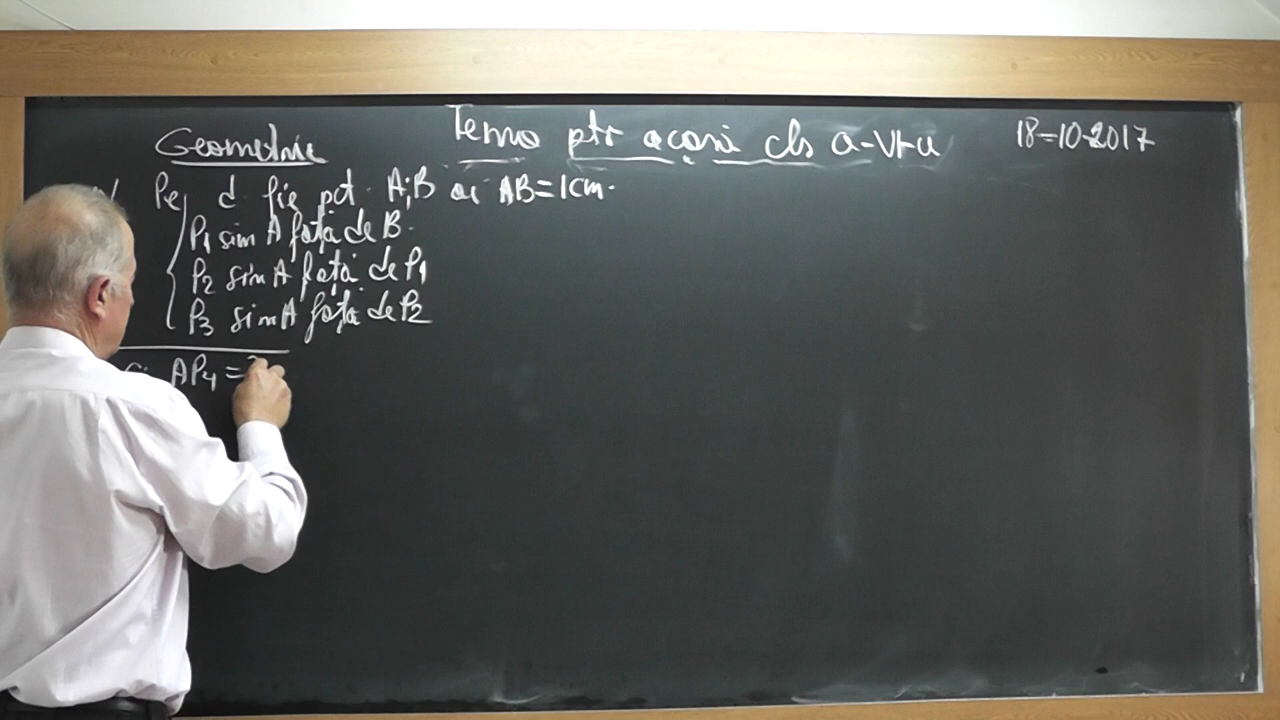 Tema ptr acasă cls a-VI-a 18-10-2017
Geometrie
Pe d fie pct. A;B aî AB=1cm.
P1 sim A față de B.
P2 sim A față de P1
P3 sim A față de P2
AP4 = ?